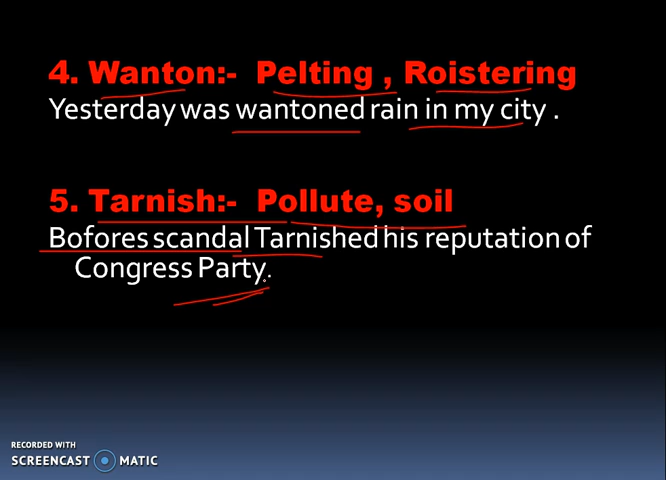 4. Wanton:- Pelting , Roistering
Yesterday was wantoned rain in my city .
5. Tarnish:- Pollute, soil
Bofores scandal Tarnished his reputation of
Congress Party.
RECORDED WITH
SCREENCAST MATIC